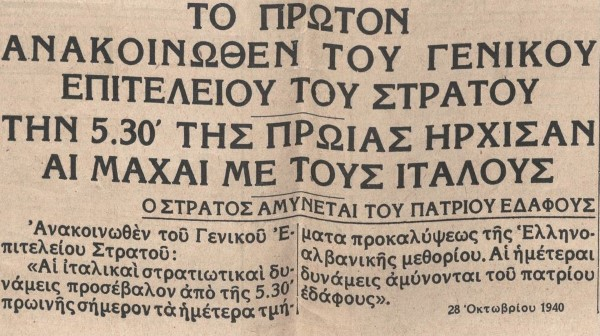 ΤΟ ΠΡΩΤΟΝ
ΑΝΑΚΟΙΝΩΘΕΝ ΤΟΥ ΓΕΝΙΚΟΥ
ΕΠΙΤΕΛΕΙΟΥ ΤΟΥ ΣΤΡΑΤΟΥ
ΤΗΝ 5.30' ΤΗΣ ΠΡΩΙΑΣ ΗΡΧΙΣΑΝ
ΑΙ ΜΑΧΑΙ ΜΕ ΤΟΥΣ ΙΤΑΛΟΥΣ
Ο ΣΤΡΑΤΟΣ ΑΜΥΝΕΤΑΙ ΤΟΥ ΠΑΤΡΙΟΥ ΕΔΑΦΟΥΣ
Ἀνακοινωθὲν τοῦ Γενικοῦ Ἐ-
πιτελείου Στρατοῦ:
«Αἱ ἰταλικαὶ στρατιωτικαὶ δυ-
νάμεις προσέβαλον ἀπὸ τῆς 5.30'
πρωινῆς σήμερον τὰ ἡμέτερα τμή-
ματα προκαλύψεως τῆς Ἑλληνο-
αλβανικῆς μεθορίου. Αἱ ἡμέτεραι
δυνάμεις ἀμύνονται τοῦ πατρίου
ἐδάφους».
28 Ὀκτωβρίου 1940